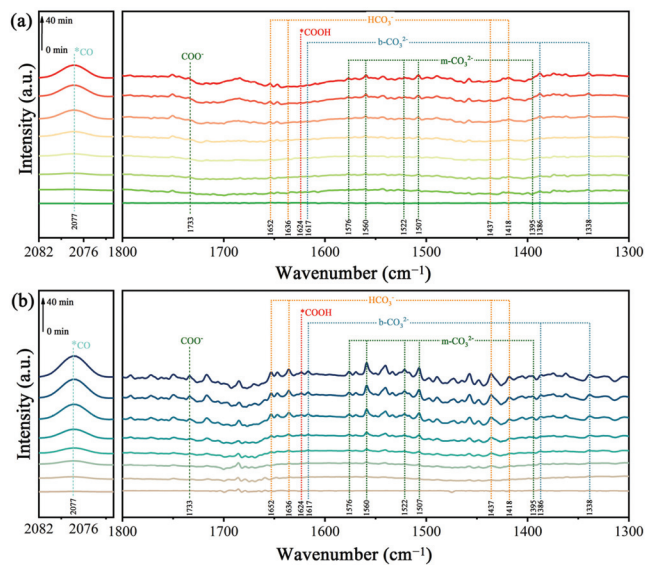 (a)
40 min
0 min
*CO
COO-
HCO3-
*COOH
b-CO32-
m-CO32-
Intensity (a.u.)
2077
1733
1652
1636
1624
1617
1576
1560
1522
1507
1437
1418
1395
1386
1338
2082 2076 1800 1700 1600 1500 1400 1300
Wavenumber (cm–1)
(b)
40 min
0 min
*CO
COO-
HCO3-
*COOH
b-CO32-
m-CO32-
Intensity (a.u.)
2077
1733
1652
1636
1624
1617
1576
1560
1522
1507
1437
1418
1395
1386
1338
2082 2076 1800 1700 1600 1500 1400 1300
Wavenumber (cm–1)